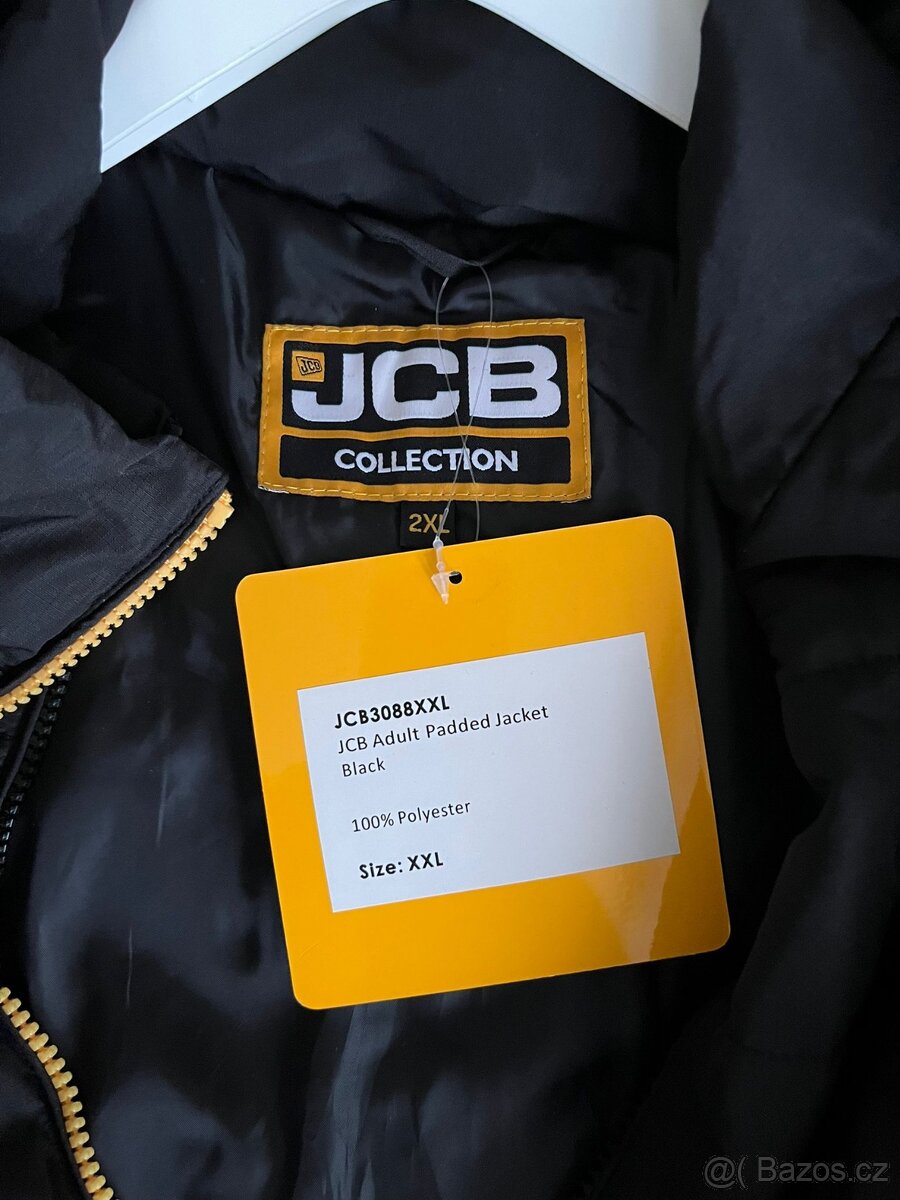 JCB
JCB
COLLECTION
2XL
JCB3088XXL
JCB Adult Padded Jacket
Black
100% Polyester
Size: XXL
@( Bazos.cz